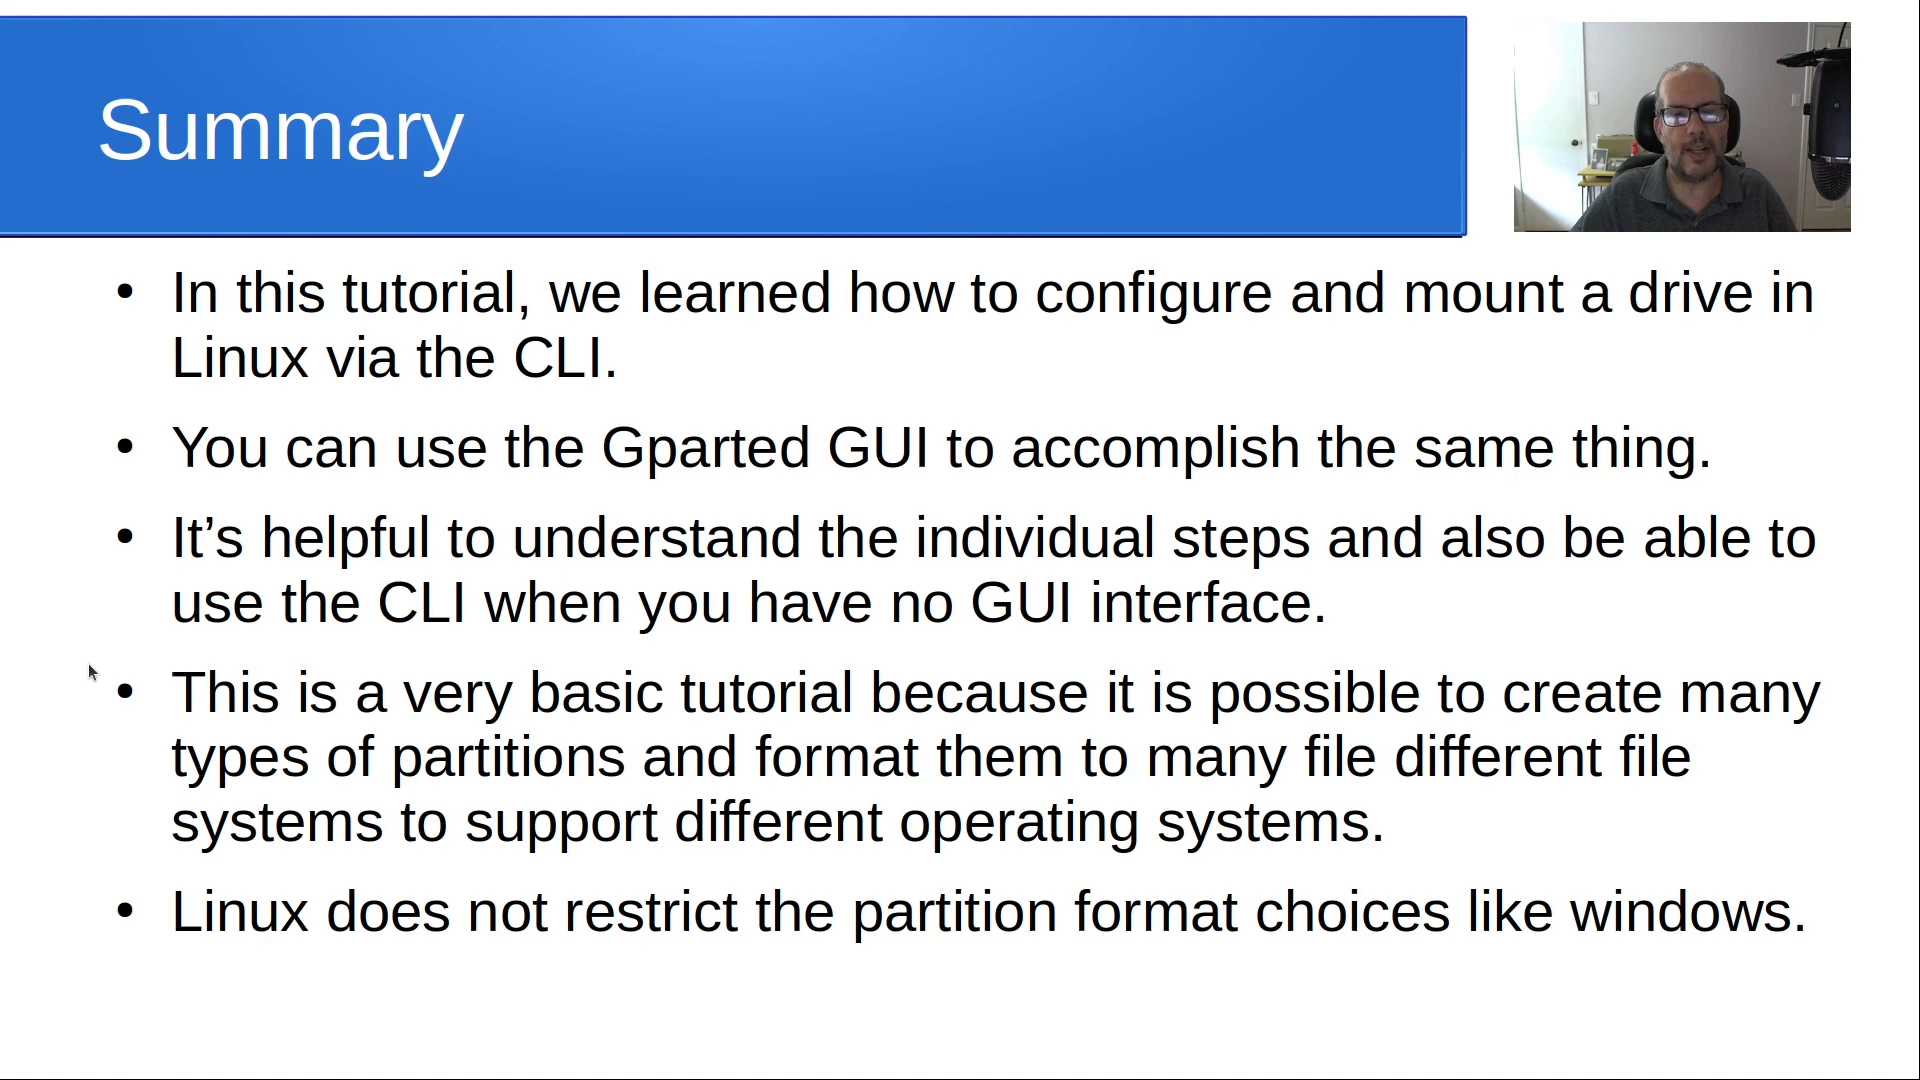 Summary
• In this tutorial, we learned how to configure and mount a drive in
Linux via the CLI.
• You can use the Gparted GUI to accomplish the same thing.
• It’s helpful to understand the individual steps and also be able to
use the CLI when you have no GUI interface.
• This is a very basic tutorial because it is possible to create many
types of partitions and format them to many file different file
systems to support different operating systems.
• Linux does not restrict the partition format choices like windows.